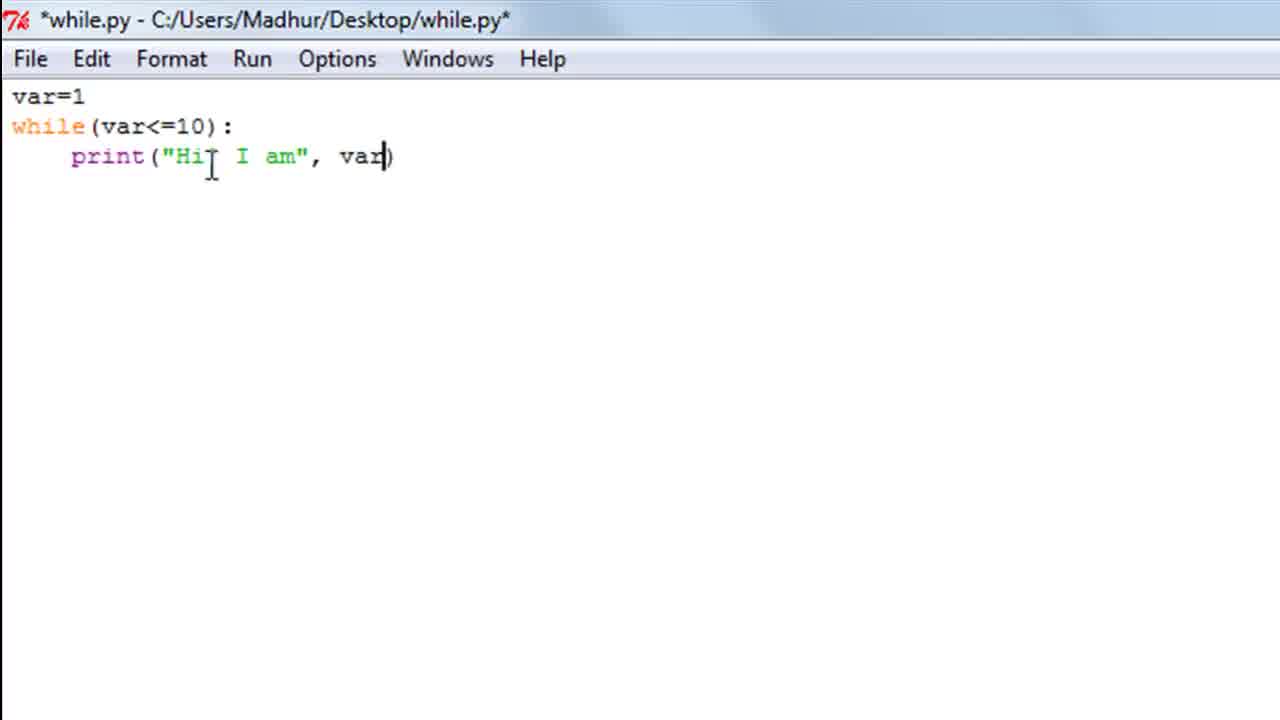 *while.py - C:/Users/Madhur/Desktop/while.py*
File Edit Format Run Options Windows Help
var=1
while(var<=10):
    print("Hi I am", var)